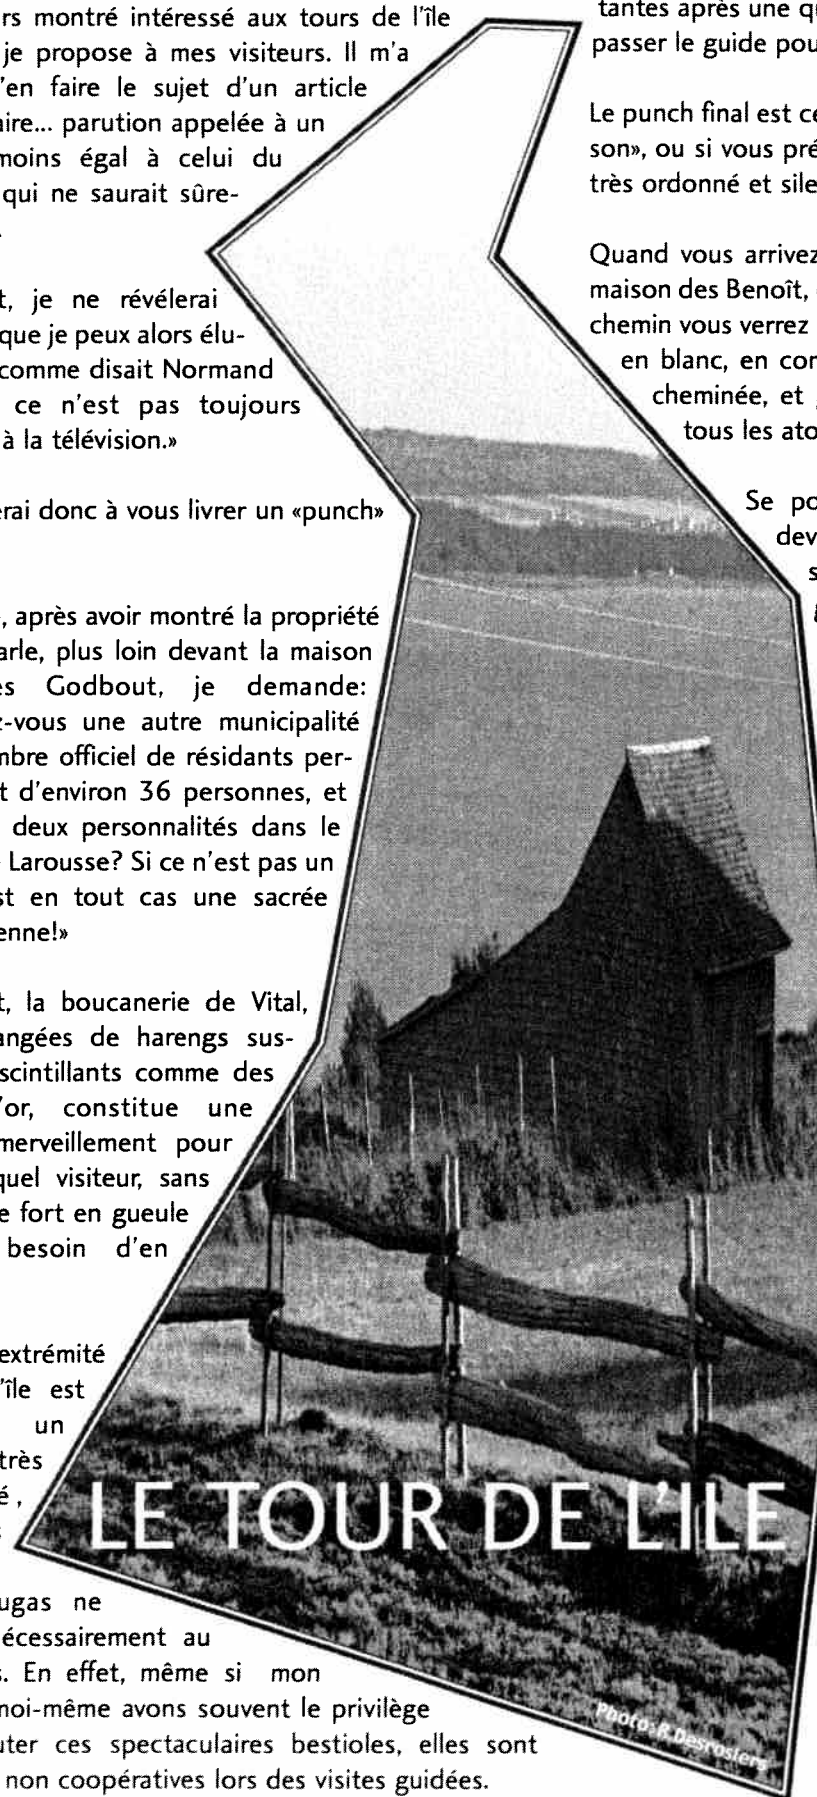 rs montré intéressé aux tours de l'île
je propose à mes visiteurs. Il m'a
'en faire le sujet d'un article
ire... parution appelée à un
moins égal à celui du
qui ne saurait sûre-
t, je ne révélerai
que je peux alors élu-
comme disait Normand
ce n'est pas toujours
à la télévision.»
erai donc à vous livrer un «punch»
, après avoir montré la propriété
arle, plus loin devant la maison
es Godbout, je demande:
z-vous une autre municipalité
mbre officiel de résidants per-
t d'environ 36 personnes, et
deux personnalités dans le
Larousse? Si ce n'est pas un
st en tout cas une sacrée
enne!»
t, la boucanerie de Vital,
angées de harengs sus-
scintillants comme des
'or, constitue une
merveillement pour
quel visiteur, sans
e fort en gueule
besoin d'en
extrémité
'île est
un
très
é,
ugas ne
écessairement au
s. En effet, même si mon
moi-même avons souvent le privilège
uter ces spectaculaires bestioles, elles sont
non coopératives lors des visites guidées.
tantes après une qu
passer le guide pou
Le punch final est ce
son», ou si vous pré
très ordonné et sile
Quand vous arrivez
maison des Benoît,
chemin vous verrez
en blanc, en con
cheminée, et
tous les ato
Se po
dev
s
LE TOUR DE L'ILE
Photo: R Desrosiers